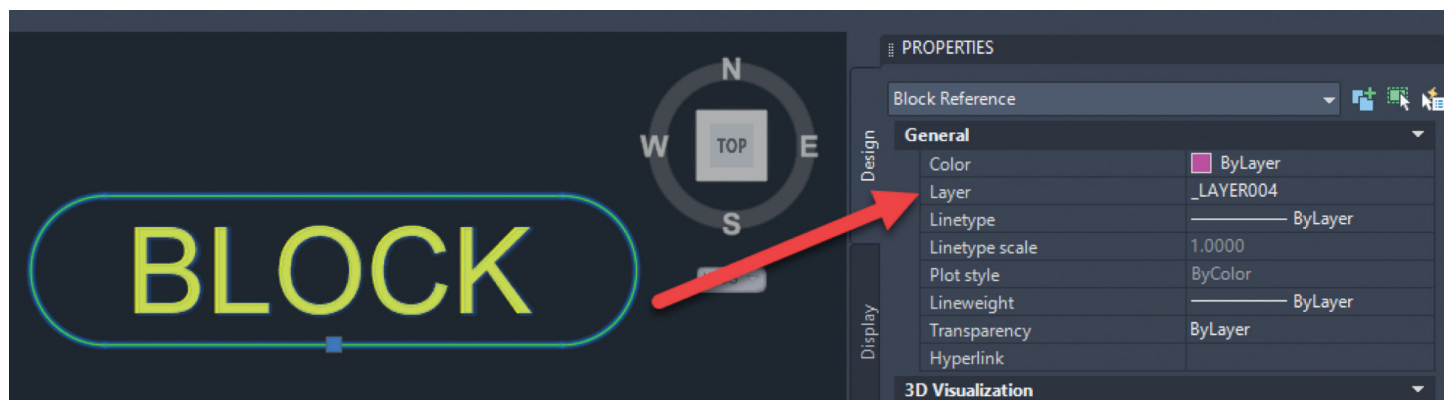 PROPERTIES
Block Reference
General
Color ByLayer
Layer _LAYER004
Linetype ByLayer
Linetype scale 1.0000
Plot style ByColor
Lineweight ByLayer
Transparency ByLayer
Hyperlink
3D Visualization
Design
Display
N
W TOP E
S
BLOCK